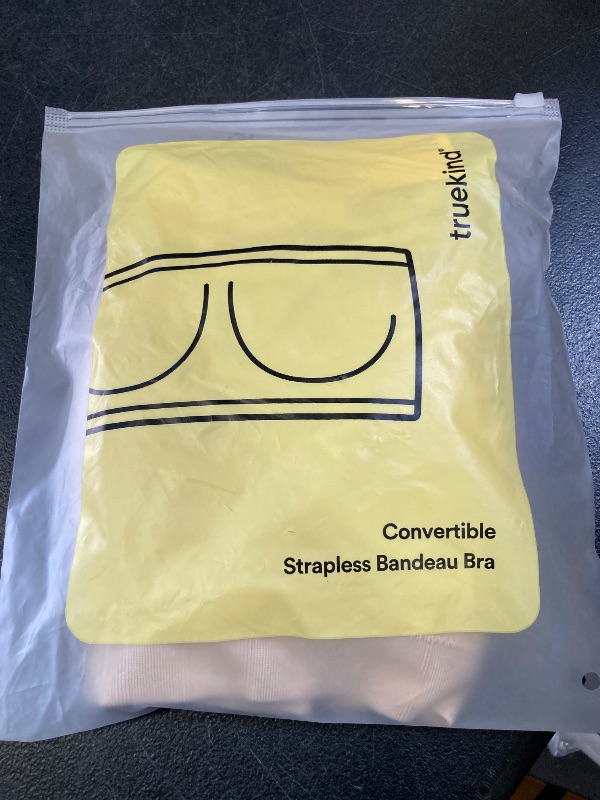 truekind®
Convertible
Strapless Bandeau Bra